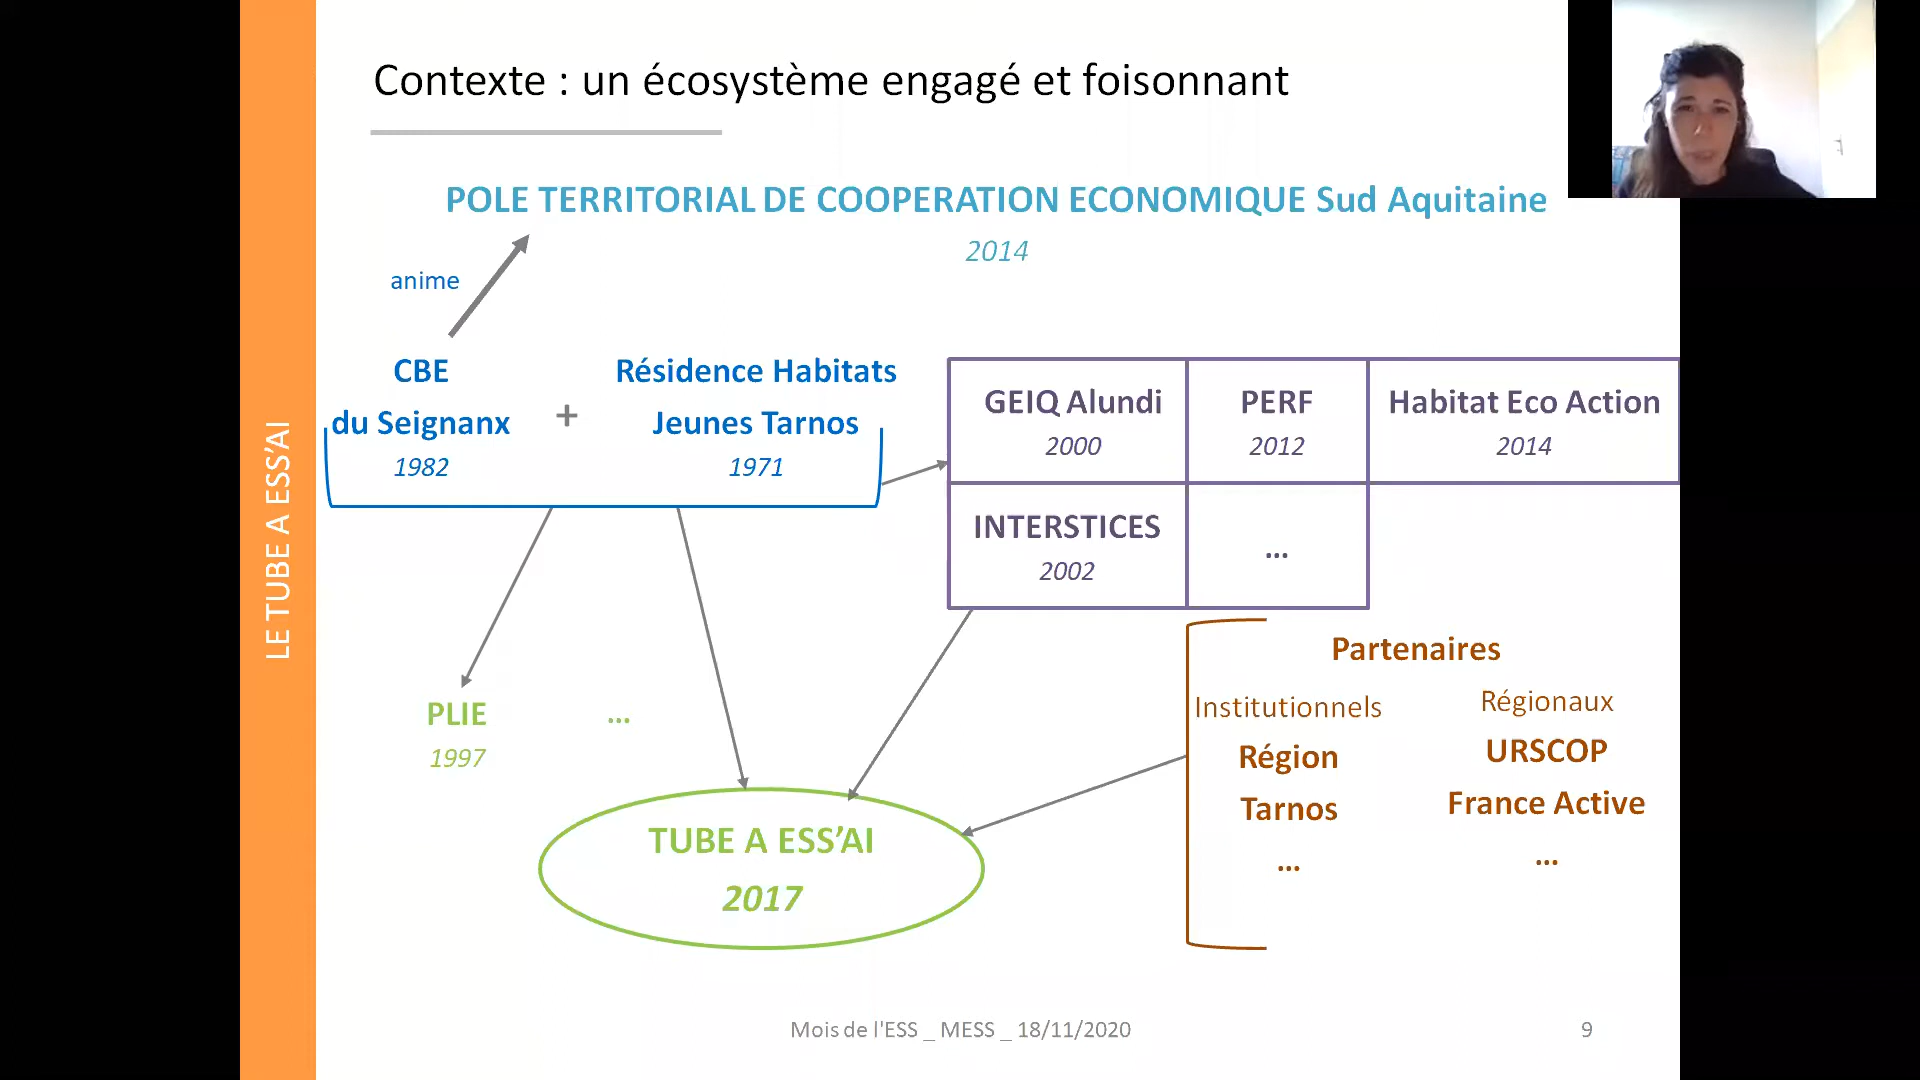 LE TUBE A ESS'AI
Contexte : un écosystème engagé et foisonnant
POLE TERRITORIAL DE COOPERATION ECONOMIQUE Sud Aquitaine
2014
anime
CBE
du Seignanx
1982
+
Résidence Habitats
Jeunes Tarnos
1971
GEIQ Alundi
2000
PERF
2012
Habitat Eco Action
2014
INTERSTICES
2002
...
PLIE
1997
...
TUBE A ESS'AI
2017
Partenaires
Institutionnels
Région
Tarnos
...
Régionaux
URSCOP
France Active
...
Mois de l'ESS _ MESS _ 18/11/2020
9